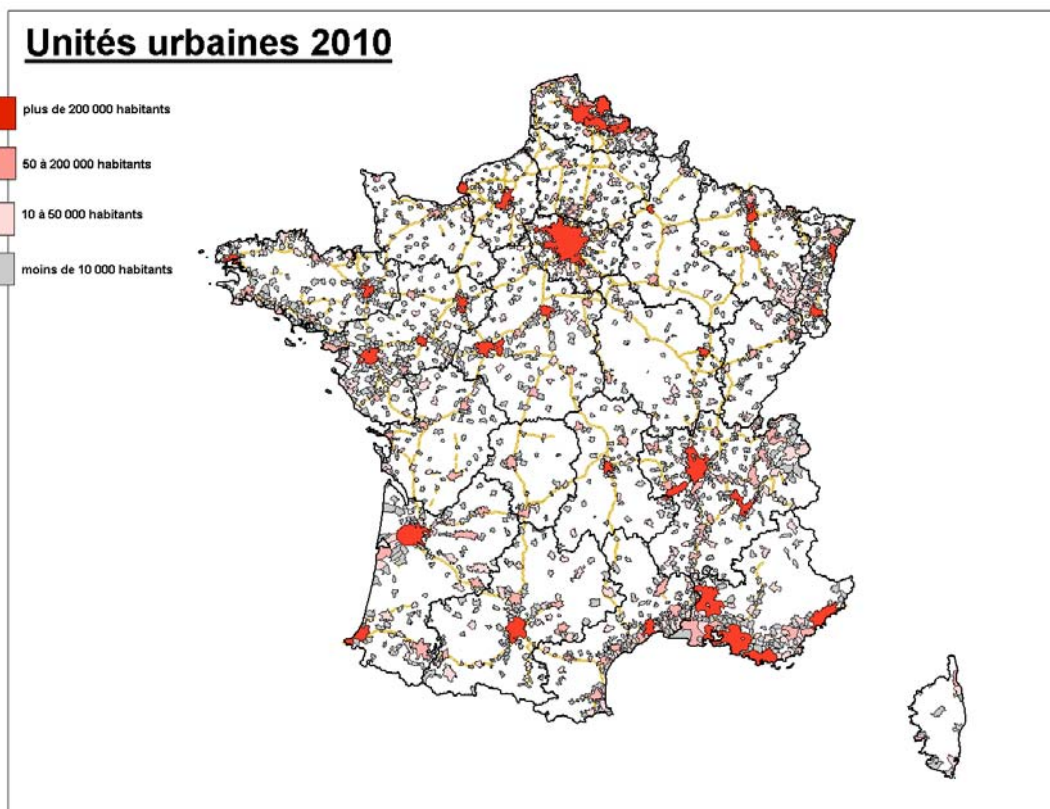 Unités urbaines 2010
plus de 200 000 habitants
50 à 200 000 habitants
10 à 50 000 habitants
moins de 10 000 habitants